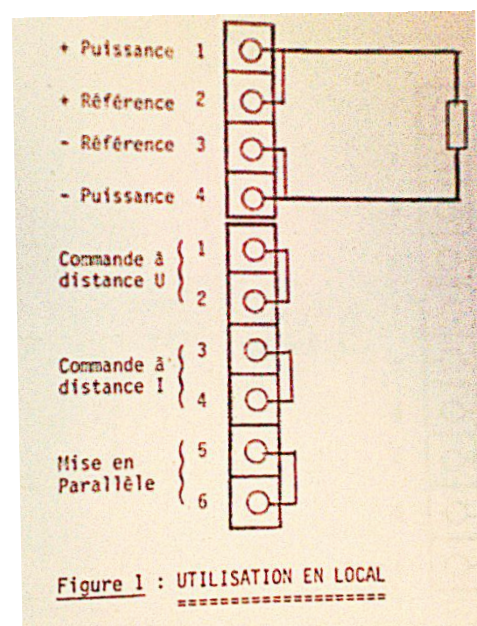 + Puissance 1
+ Référence 2
- Référence 3
- Puissance 4
Commande à
distance U
1
2
Commande à
distance I
3
4
Mise en
Parallèle
5
6
Figure 1 : UTILISATION EN LOCAL